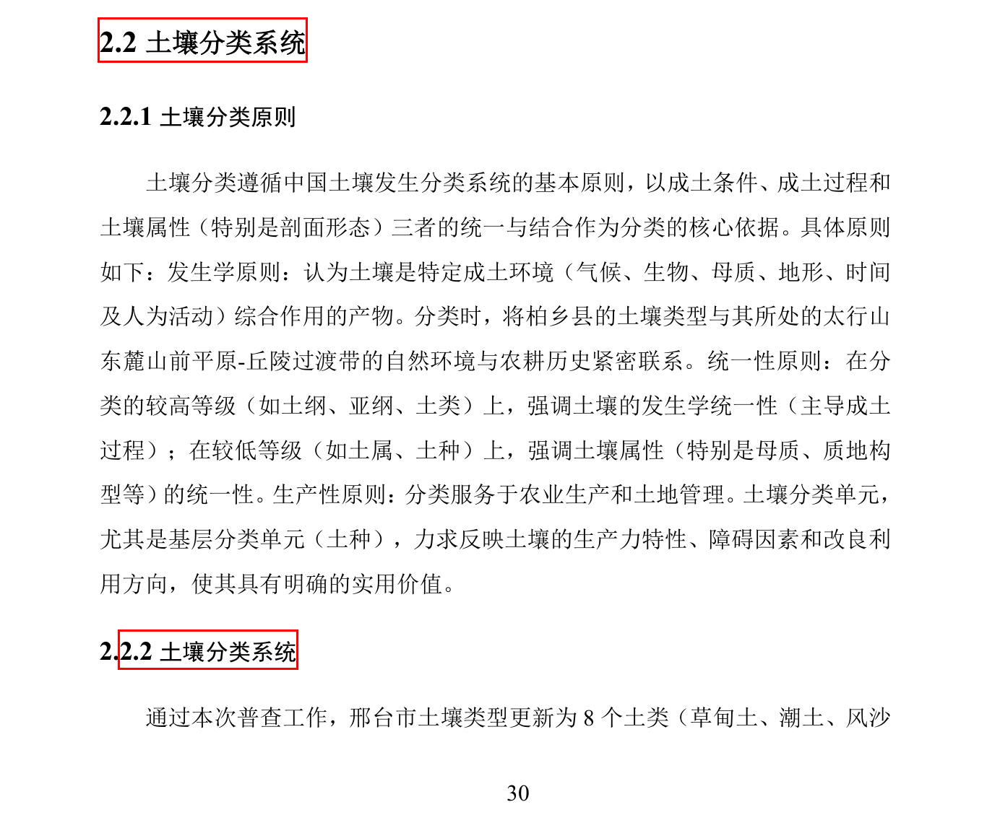 2.2 土壤分类系统
2.2.1 土壤分类原则
土壤分类遵循中国土壤发生分类系统的基本原则，以成土条件、成土过程和
土壤属性（特别是剖面形态）三者的统一与结合作为分类的核心依据。具体原则
如下：发生学原则：认为土壤是特定成土环境（气候、生物、母质、地形、时间
及人为活动）综合作用的产物。分类时，将柏乡县的土壤类型与其所处的太行山
东麓山前平原-丘陵过渡带的自然环境与农耕历史紧密联系。统一性原则：在分
类的较高等级（如土纲、亚纲、土类）上，强调土壤的发生学统一性（主导成土
过程）；在较低等级（如土属、土种）上，强调土壤属性（特别是母质、质地构
型等）的统一性。生产性原则：分类服务于农业生产和土地管理。土壤分类单元，
尤其是基层分类单元（土种），力求反映土壤的生产力特性、障碍因素和改良利
用方向，使其具有明确的实用价值。
2.2.2 土壤分类系统
通过本次普查工作，邢台市土壤类型更新为 8 个土类（草甸土、潮土、风沙
30